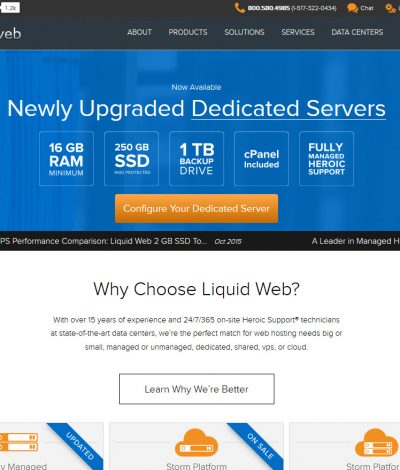 1.2k
800.580.4985 (1-517-322-0434) Chat
web
ABOUT PRODUCTS SOLUTIONS SERVICES DATA CENTERS
Now Available
Newly Upgraded Dedicated Servers
16 GB
RAM
MINIMUM
250 GB
SSD
RAID PROTECTED
1 TB
BACKUP
DRIVE
cPanel
Included
FULLY
MANAGED
HEROIC
SUPPORT
Configure Your Dedicated Server
PS Performance Comparison: Liquid Web 2 GB SSD To... Oct 2015 A Leader in Managed H
Why Choose Liquid Web?
With over 15 years of experience and 24/7/365 on-site Heroic Support® technicians
at state-of-the-art data centers, we're the perfect match for web hosting needs big or
small, managed or unmanaged, dedicated, shared, vps, or cloud.
Learn Why We're Better
UPDATED
ON SALE
y Managed
Storm Platform
Storm P